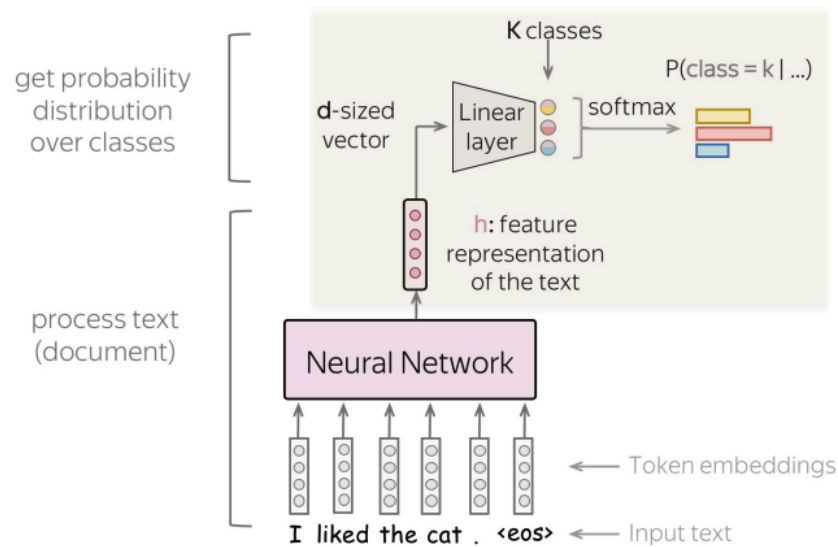 K classes
get probability
distribution
over classes
P(class = k | ...)
d-sized
vector
Linear
layer
softmax
h: feature
representation
of the text
process text
(document)
Neural Network
Token embeddings
I liked the cat . <eos>
Input text